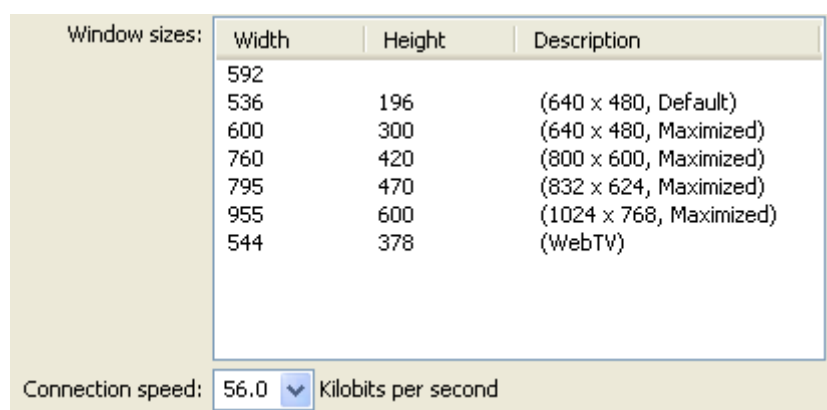 Window sizes: Width Height Description
592
536 196 (640 x 480, Default)
600 300 (640 x 480, Maximized)
760 420 (800 x 600, Maximized)
795 470 (832 x 624, Maximized)
955 600 (1024 x 768, Maximized)
544 378 (WebTV)
Connection speed: 56.0 Kilobits per second